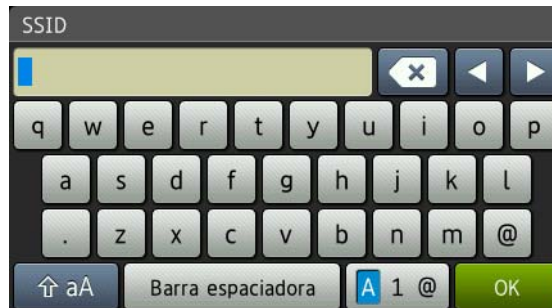 SSID
q w e r t y u i o p
a s d f g h j k l
. z x c v b n m @
aA Barra espaciadora A 1 @ OK